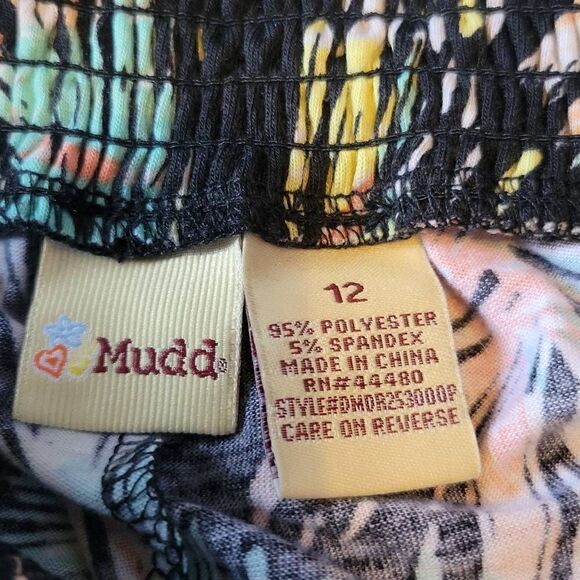 Mudd®
12
95% POLYESTER
5% SPANDEX
MADE IN CHINA
RN#44480
STYLE#DMDR253000P
CARE ON REVERSE